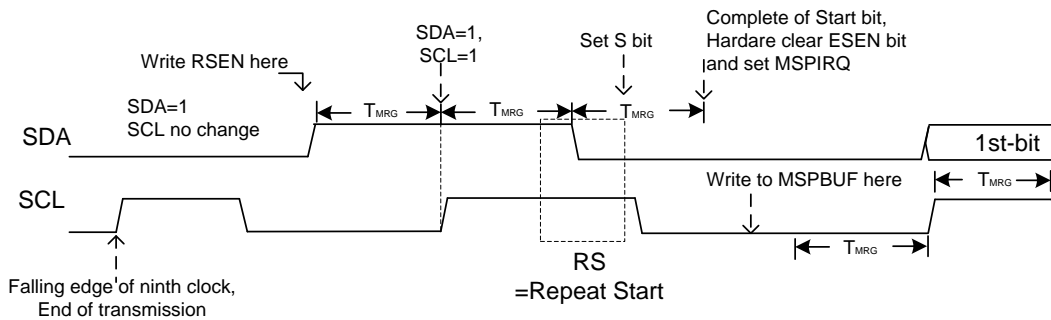 Complete of Start bit,
Hardare clear ESEN bit
and set MSPIRQ
SDA=1,
SCL=1
Set S bit
Write RSEN here
SDA=1
SCL no change
TMRG
TMRG
TMRG
SDA
1st-bit
Write to MSPBUF here
TMRG
SCL
TMRG
RS
=Repeat Start
Falling edge of ninth clock,
End of transmission